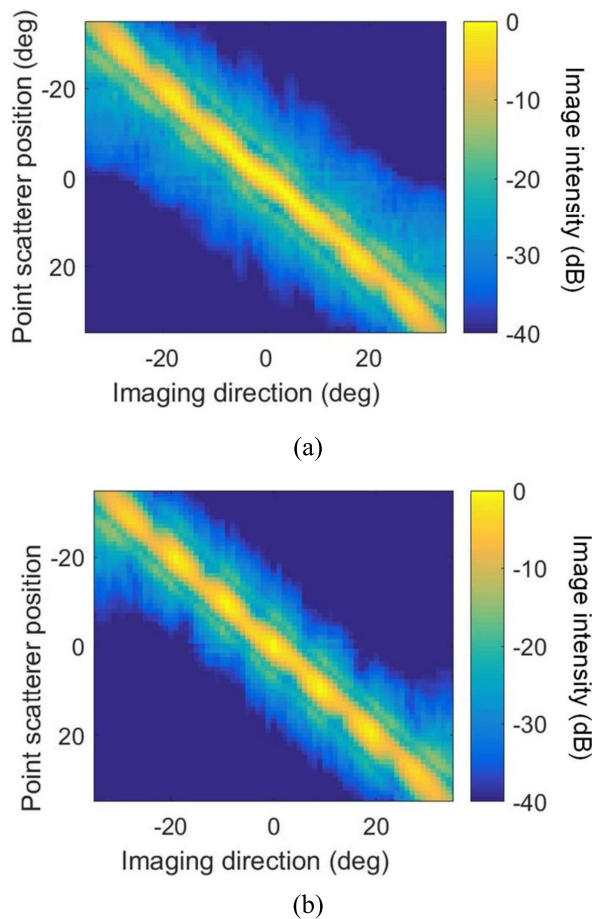 Point scatterer position (deg)
-20
0
20
-20 0 20
Imaging direction (deg)
0
-10
-20
-30
-40
Image intensity (dB)
(a)
Point scatterer position
-20
0
20
-20 0 20
Imaging direction (deg)
0
-10
-20
-30
-40
Image intensity (dB)
(b)